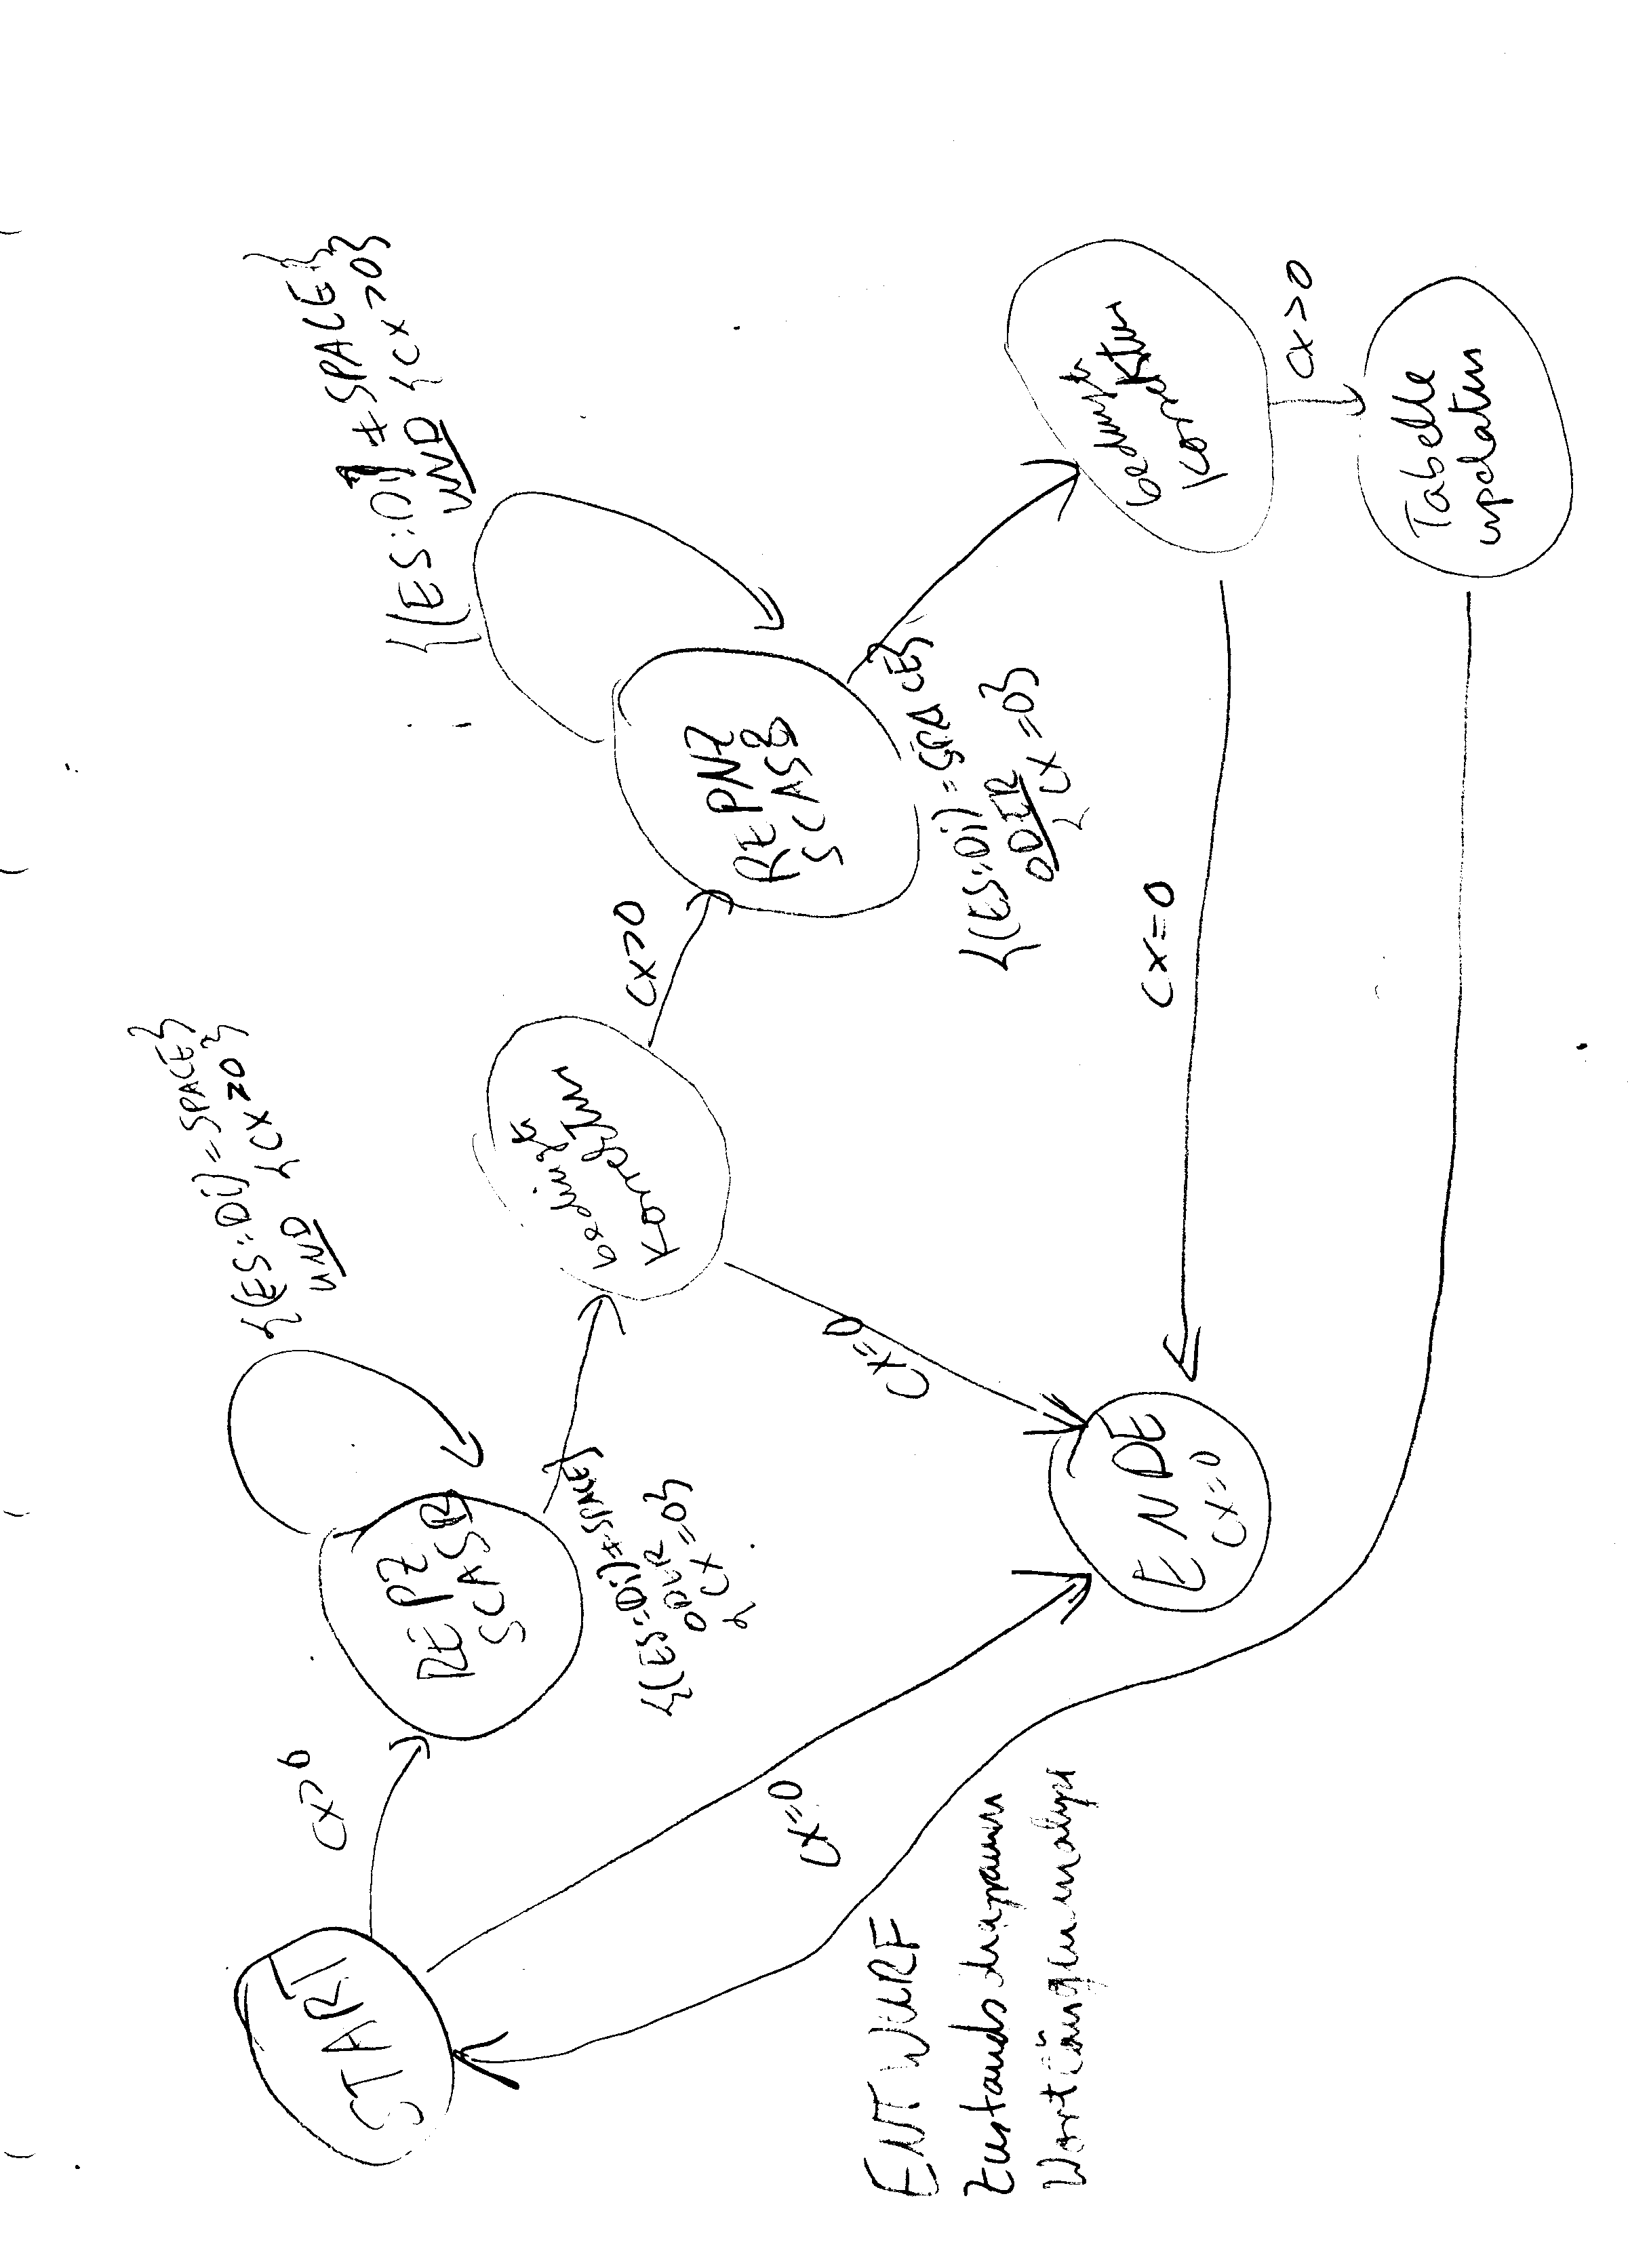 {(ES:Di) ≠ SPACE}
UND {CX>0}
{(ES:Di) = SPACE}
UND {CX≥0}
CX>0
START
REPZ
SCASB
{(ES:Di) ≠ SPACE}
ODER
{CX=0}
bedingte
Korrektur
CX>0
REPNZ
SCASB
{(ES:Di) = SPACE}
ODER
{CX=0}
bedingte
Korrektur
CX>0
Tabelle
updaten
CX=0
CX=0
CX=0
ENDE
CX=0
ENTWURF
Zustandsdiagramm
Wortlängenanalyse